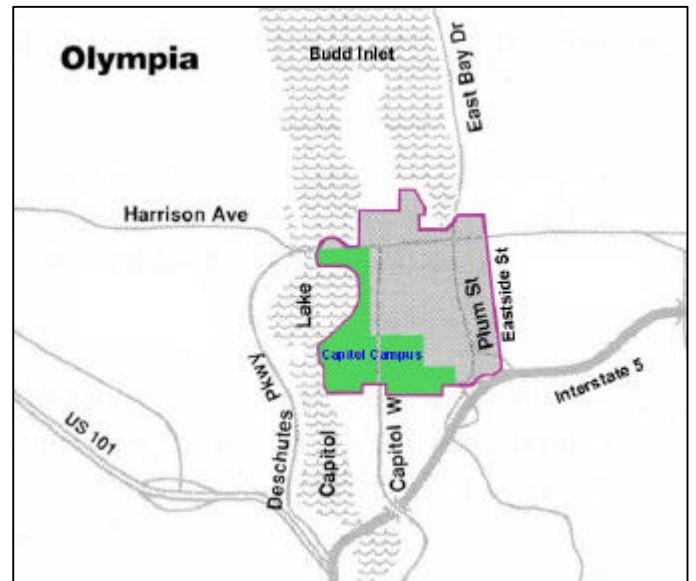 Olympia
Budd Inlet
East Bay Dr
Harrison Ave
Lake
Plum St
Eastside St
Capitol Campus
Interstate 5
Pkwy
US 101
Deschutes
Capitol
Capitol W